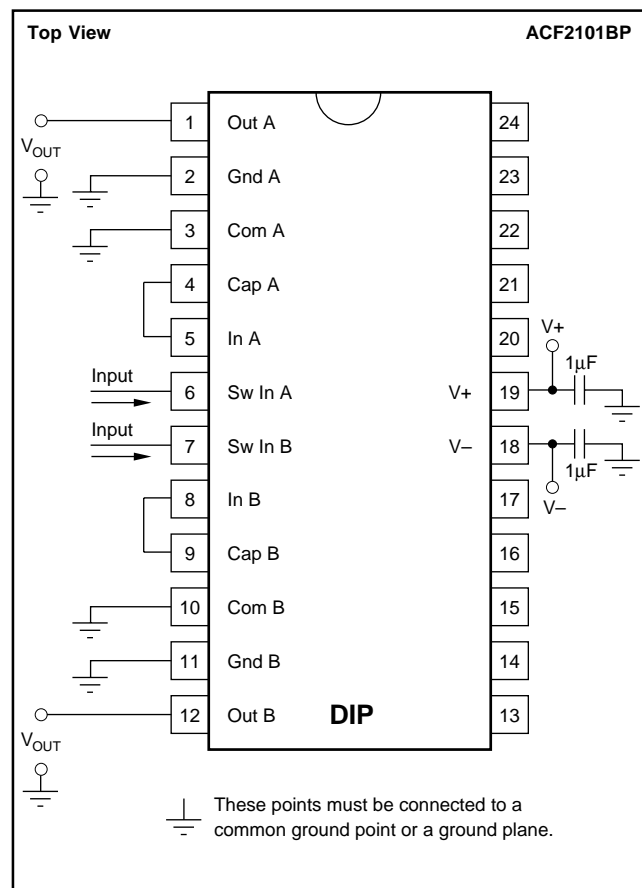 Top View
ACF2101BP
V_OUT
1 Out A
2 Gnd A
3 Com A
4 Cap A
5 In A
Input
6 Sw In A
Input
7 Sw In B
8 In B
9 Cap B
10 Com B
11 Gnd B
12 Out B
V_OUT
DIP
24
23
22
21
20
V+
1µF
V+ 19
V– 18
1µF
V–
17
16
15
14
13
These points must be connected to a
common ground point or a ground plane.